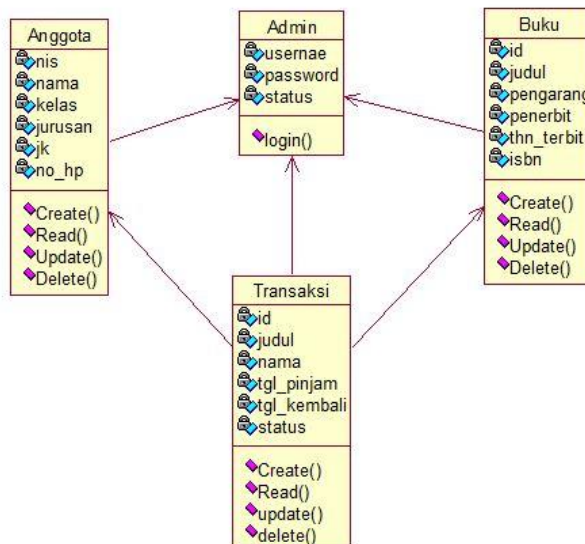 Anggota
nis
nama
kelas
jurusan
jk
no_hp
Create()
Read()
Update()
Delete()
Admin
usernae
password
status
login()
Buku
id
judul
pengarang
penerbit
thn_terbit
isbn
Create()
Read()
Update()
Delete()
Transaksi
id
judul
nama
tgl_pinjam
tgl_kembali
status
Create()
Read()
update()
delete()